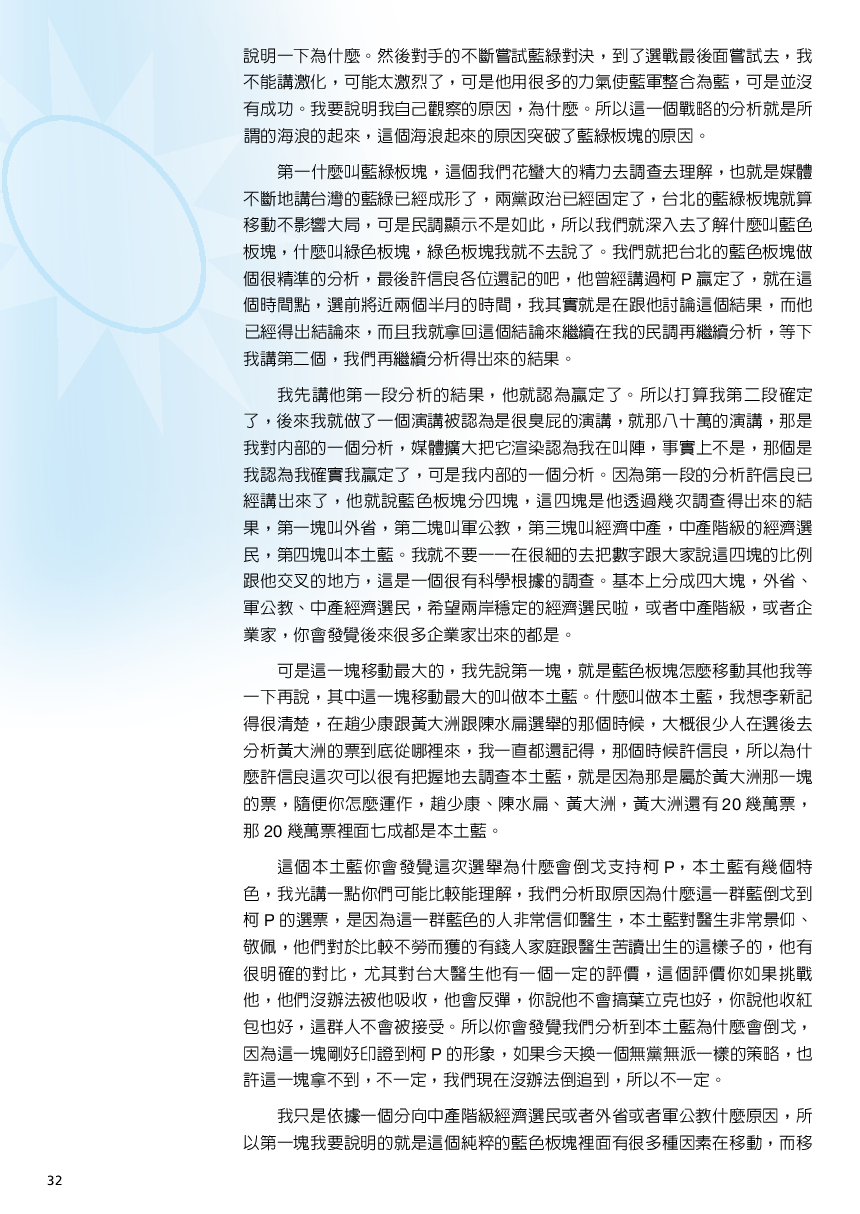 說明一下為什麼。然後對手的不斷嘗試藍綠對決，到了選戰最後面嘗試去，我
不能講激化，可能太激烈了，可是他用很多的力氣使藍軍整合為藍，可是並沒
有成功。我要說明我自己觀察的原因，為什麼。所以這一個戰略的分析就是所
謂的海浪的起來，這個海浪起來的原因突破了藍綠板塊的原因。
第一什麼叫藍綠板塊，這個我們花蠻大的精力去調查去理解，也就是媒體
不斷地講台灣的藍綠已經成形了，兩黨政治已經固定了，台北的藍綠板塊就算
移動不影響大局，可是民調顯示不是如此，所以我們就深入去了解什麼叫藍色
板塊，什麼叫綠色板塊，綠色板塊我就不去說了。我們就把台北的藍色板塊做
個很精準的分析，最後許信良各位還記的吧，他曾經講過柯 P 贏定了，就在這
個時間點，選前將近兩個半月的時間，我其實就是在跟他討論這個結果，而他
已經得出結論來，而且我就拿回這個結論來繼續在我的民調再繼續分析，等下
我講第二個，我們再繼續分析得出來的結果。
我先講他第一段分析的結果，他就認為贏定了。所以打算我第二段確定
了，後來我就做了一個演講被認為是很臭屁的演講，就那八十萬的演講，那是
我對內部的一個分析，媒體擴大把它渲染認為我在叫陣，事實上不是，那個是
我認為我確實我贏定了，可是我內部的一個分析。因為第一段的分析許信良已
經講出來了，他就說藍色板塊分四塊，這四塊是他透過幾次調查得出來的結
果，第一塊叫外省，第二塊叫軍公教，第三塊叫經濟中產，中產階級的經濟選
民，第四塊叫本土藍。我就不要一一在很細的去把數字跟大家說這四塊的比例
跟他交叉的地方，這是一個很有科學根據的調查。基本上分成四大塊，外省、
軍公教、中產經濟選民，希望兩岸穩定的經濟選民啦，或者中產階級，或者企
業家，你會發覺後來很多企業家出來的都是。
可是這一塊移動最大的，我先說第一塊，就是藍色板塊怎麼移動其他我等
一下再說，其中這一塊移動最大的叫做本土藍。什麼叫做本土藍，我想李新記
得很清楚，在趙少康跟黃大洲跟陳水扁選舉的那個時候，大概很少人在選後去
分析黃大洲的票到底從哪裡來，我一直都還記得，那個時候許信良，所以為什
麼許信良這次可以很有把握地去調查本土藍，就是因為那是屬於黃大洲那一塊
的票，隨便你怎麼運作，趙少康、陳水扁、黃大洲，黃大洲還有 20 幾萬票，
那 20 幾萬票裡面七成都是本土藍。
這個本土藍你會發覺這次選舉為什麼會倒戈支持柯 P，本土藍有幾個特
色，我光講一點你們可能比較能理解，我們分析取原因為什麼這一群藍倒戈到
柯 P 的選票，是因為這一群藍色的人非常信仰醫生，本土藍對醫生非常景仰、
敬佩，他們對於比較不勞而獲的有錢人家庭跟醫生苦讀出生的這樣子的，他有
很明確的對比，尤其對台大醫生他有一個一定的評價，這個評價你如果挑戰
他，他們沒辦法被他吸收，他會反彈，你說他不會搞葉立克也好，你說他收紅
包也好，這群人不會被接受。所以你會發覺我們分析到本土藍為什麼會倒戈，
因為這一塊剛好印證到柯 P 的形象，如果今天換一個無黨無派一樣的策略，也
許這一塊拿不到，不一定，我們現在沒辦法倒追到，所以不一定。
我只是依據一個分向中產階級經濟選民或者外省或者軍公教什麼原因，所
以第一塊我要說明的就是這個純粹的藍色板塊裡面有很多種因素在移動，而移
32